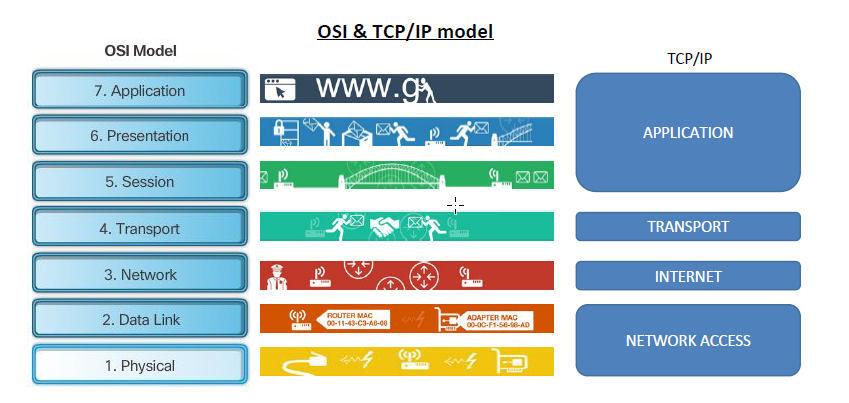 OSI & TCP/IP model
OSI Model
TCP/IP
7. Application
www.g
APPLICATION
6. Presentation
5. Session
4. Transport
TRANSPORT
3. Network
INTERNET
2. Data Link
ROUTER MAC
00-11-43-C3-A6-08
ADAPTER MAC
00-0C-F1-56-98-AD
NETWORK ACCESS
1. Physical